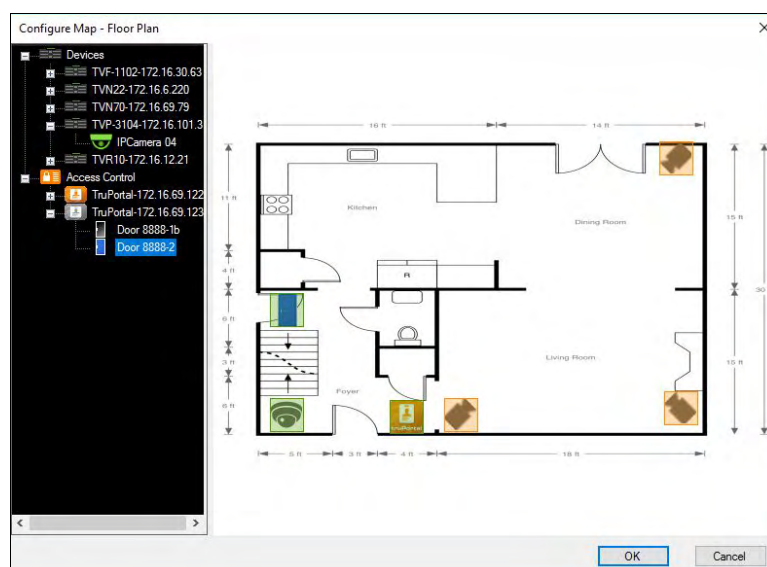 Configure Map - Floor Plan
Devices
TVF-1102-172.16.30.63
TVN22-172.16.6.220
TVN70-172.16.69.79
TVP-3104-172.16.101.3
IPCamera 04
TVR10-172.16.12.21
Access Control
TruPortal-172.16.69.122
TruPortal-172.16.69.123
Door 8888-1b
Door 8888-2
16 ft
14 ft
11 ft
Kitchen
Dining Room
15 ft
4 ft
R
30
6 ft
3 ft
Living Room
15 ft
Foyer
6 ft
truPortal
5 ft
3 ft
4 ft
18 ft
OK
Cancel